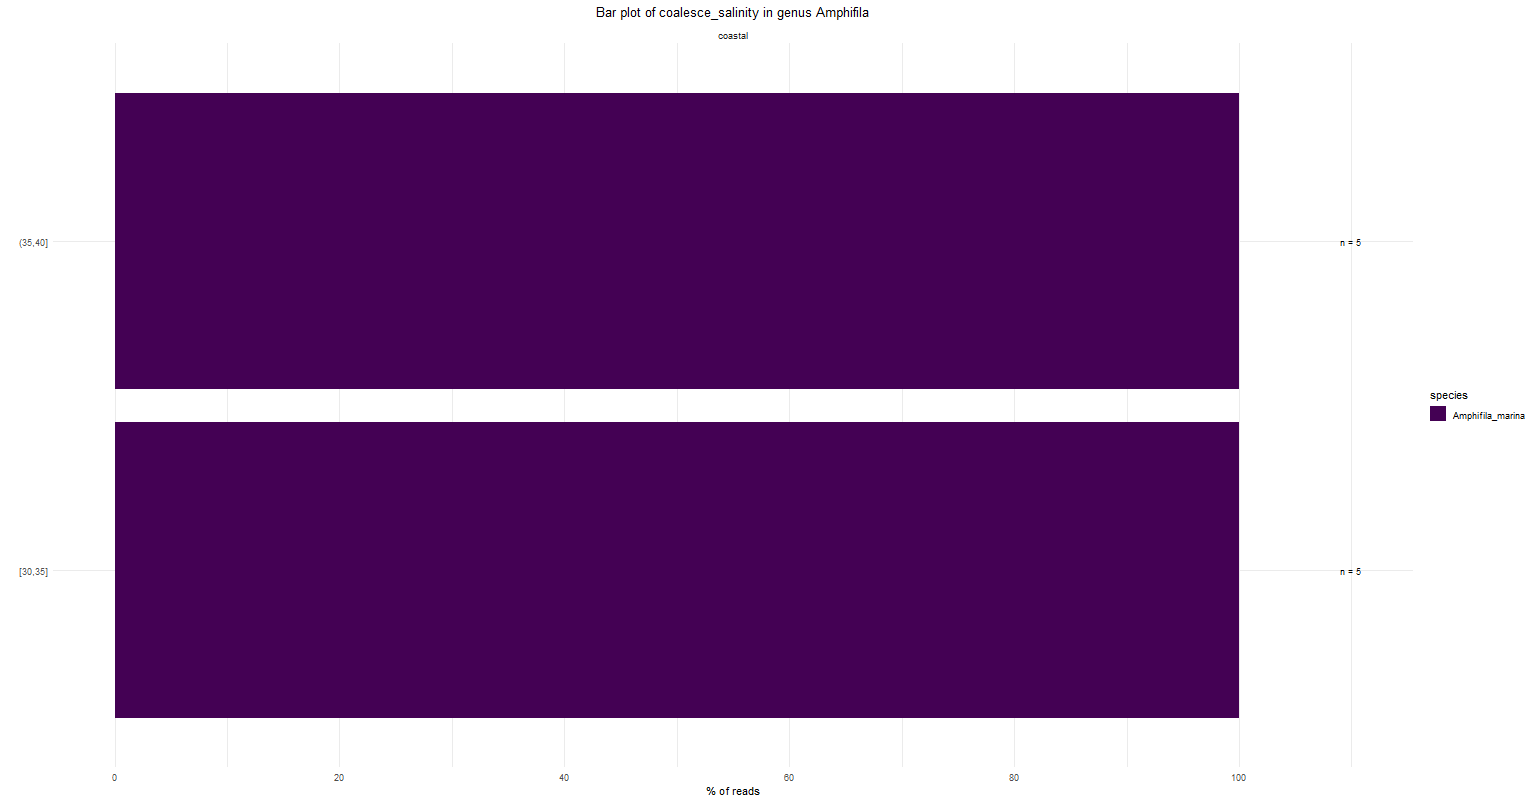 Bar plot of coalesce_salinity in genus Amphifila
coastal
(35,40]
n = 5
[30,35]
n = 5
species
Amphifila_marina
0 20 40 60 80 100
% of reads